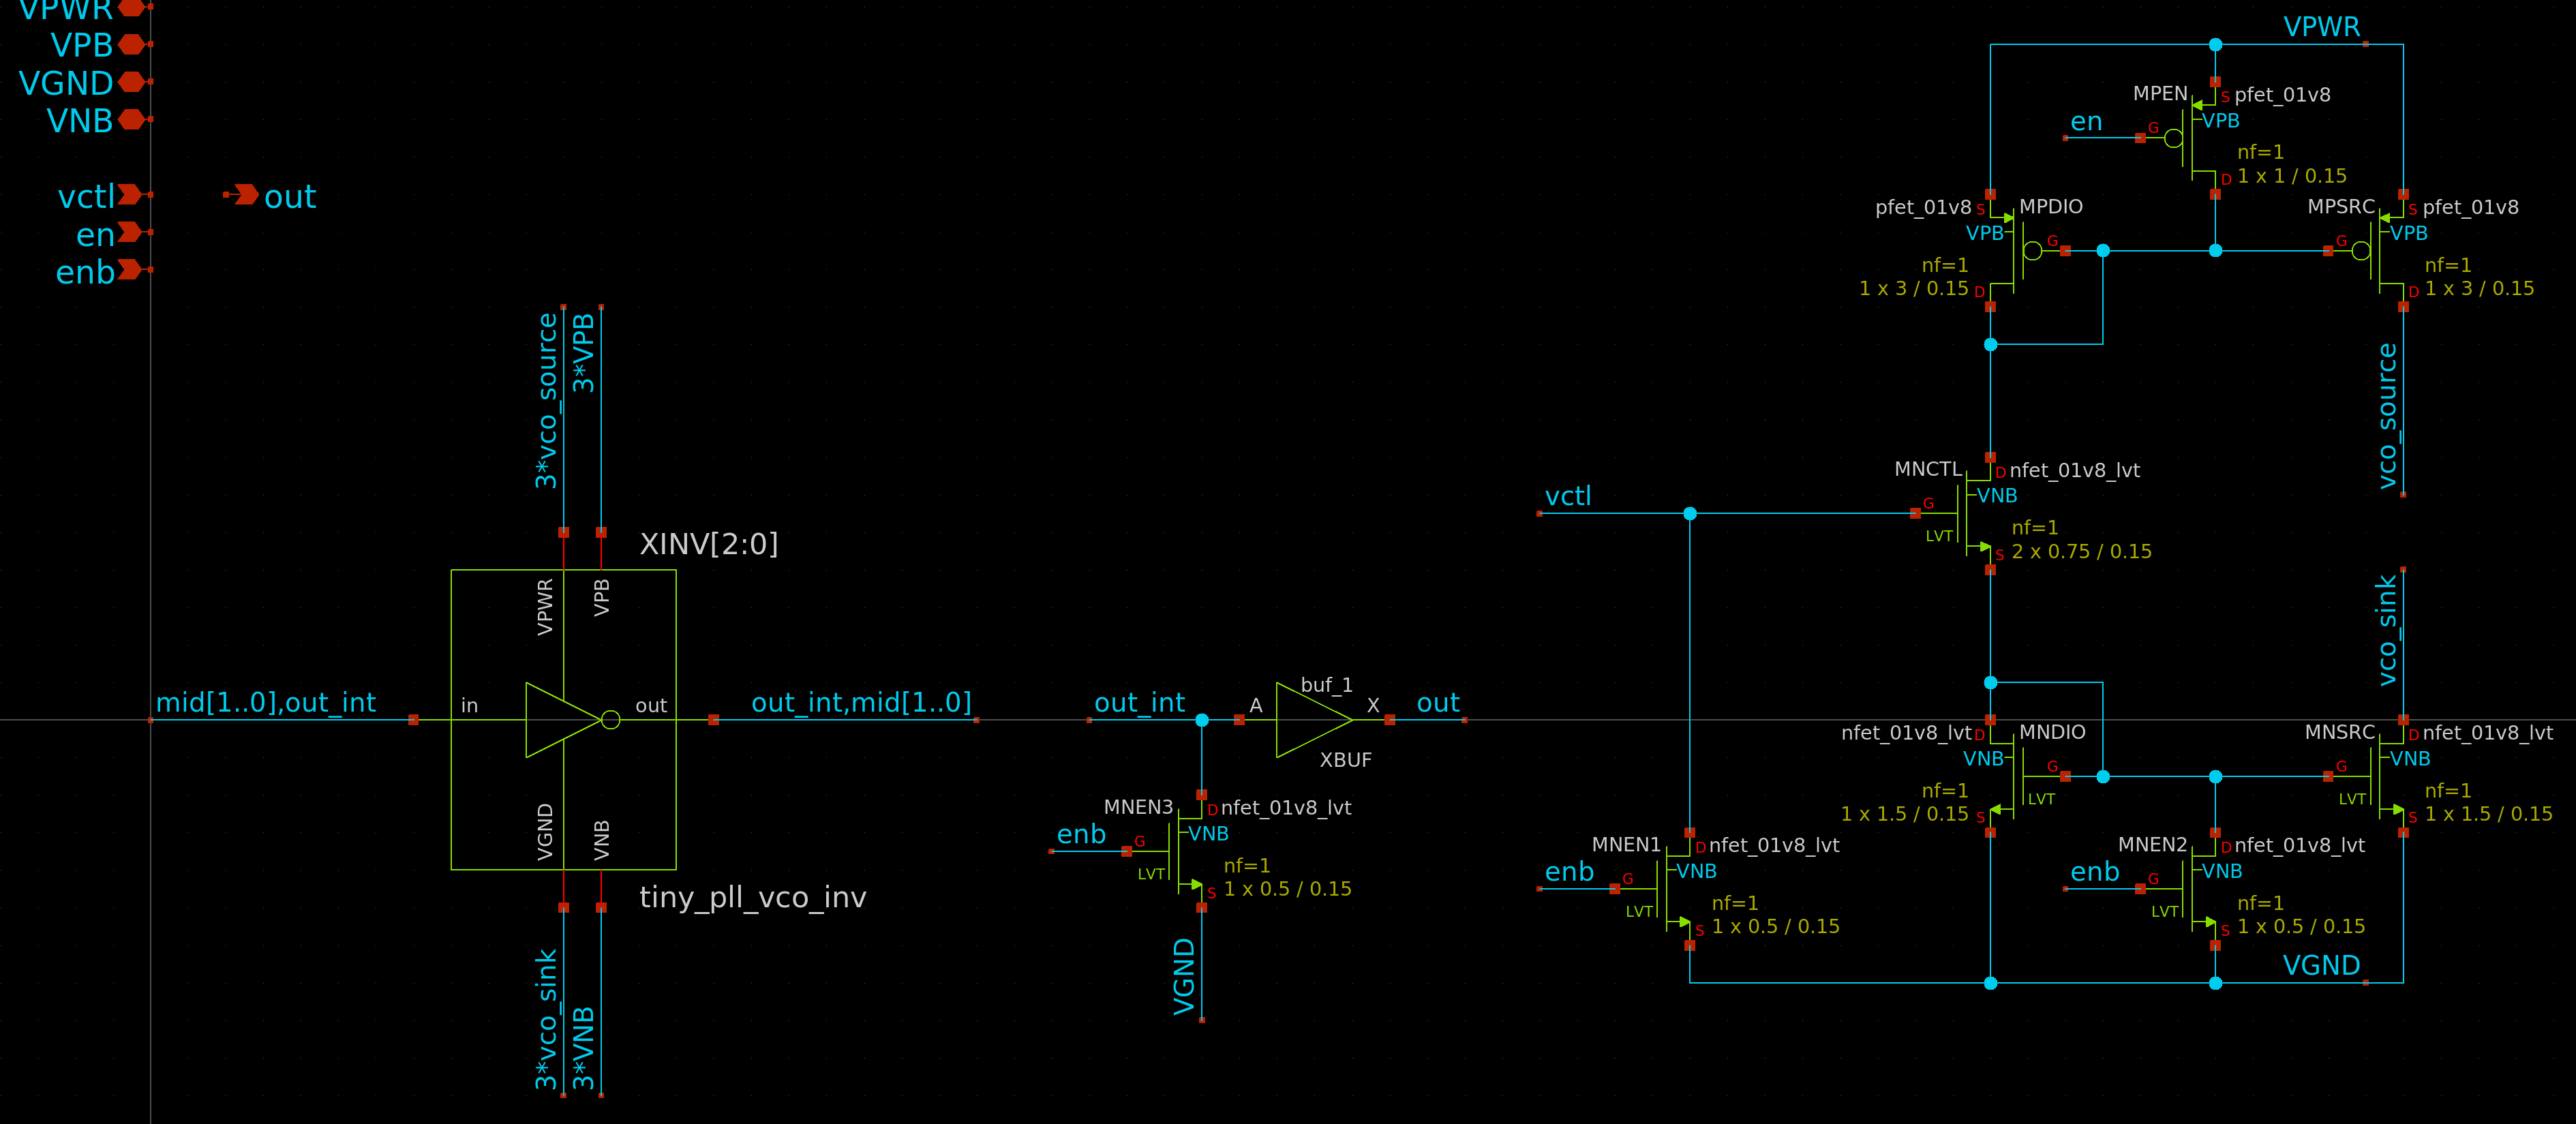 VPWR
VPB
VGND
VNB
vctl
en
enb
out
3*vco_source
3*VPB
XINV[2:0]
VPWR
VPB
mid[1..0],out_int
in
out
out_int,mid[1..0]
VGND
VNB
tiny_pll_vco_inv
3*vco_sink
3*VNB
out_int
A
buf_1
X
out
XBUF
MNEN3
D
nfet_01v8_lvt
enb
G
VNB
LVT
nf=1
S
1 x 0.5 / 0.15
VGND
VPWR
MPEN
S
pfet_01v8
en
G
VPB
nf=1
D
1 x 1 / 0.15
pfet_01v8
S
MPDIO
VPB
G
nf=1
1 x 3 / 0.15
D
MPSRC
S
pfet_01v8
G
VPB
nf=1
D
1 x 3 / 0.15
vco_source
vctl
MNCTL
D
nfet_01v8_lvt
G
VNB
LVT
nf=1
S
2 x 0.75 / 0.15
vco_sink
nfet_01v8_lvt
D
MNDIO
VNB
G
nf=1
LVT
1 x 1.5 / 0.15
S
MNSRC
D
nfet_01v8_lvt
G
VNB
LVT
nf=1
S
1 x 1.5 / 0.15
MNEN1
D
nfet_01v8_lvt
enb
G
VNB
LVT
nf=1
S
1 x 0.5 / 0.15
MNEN2
D
nfet_01v8_lvt
enb
G
VNB
LVT
nf=1
S
1 x 0.5 / 0.15
VGND